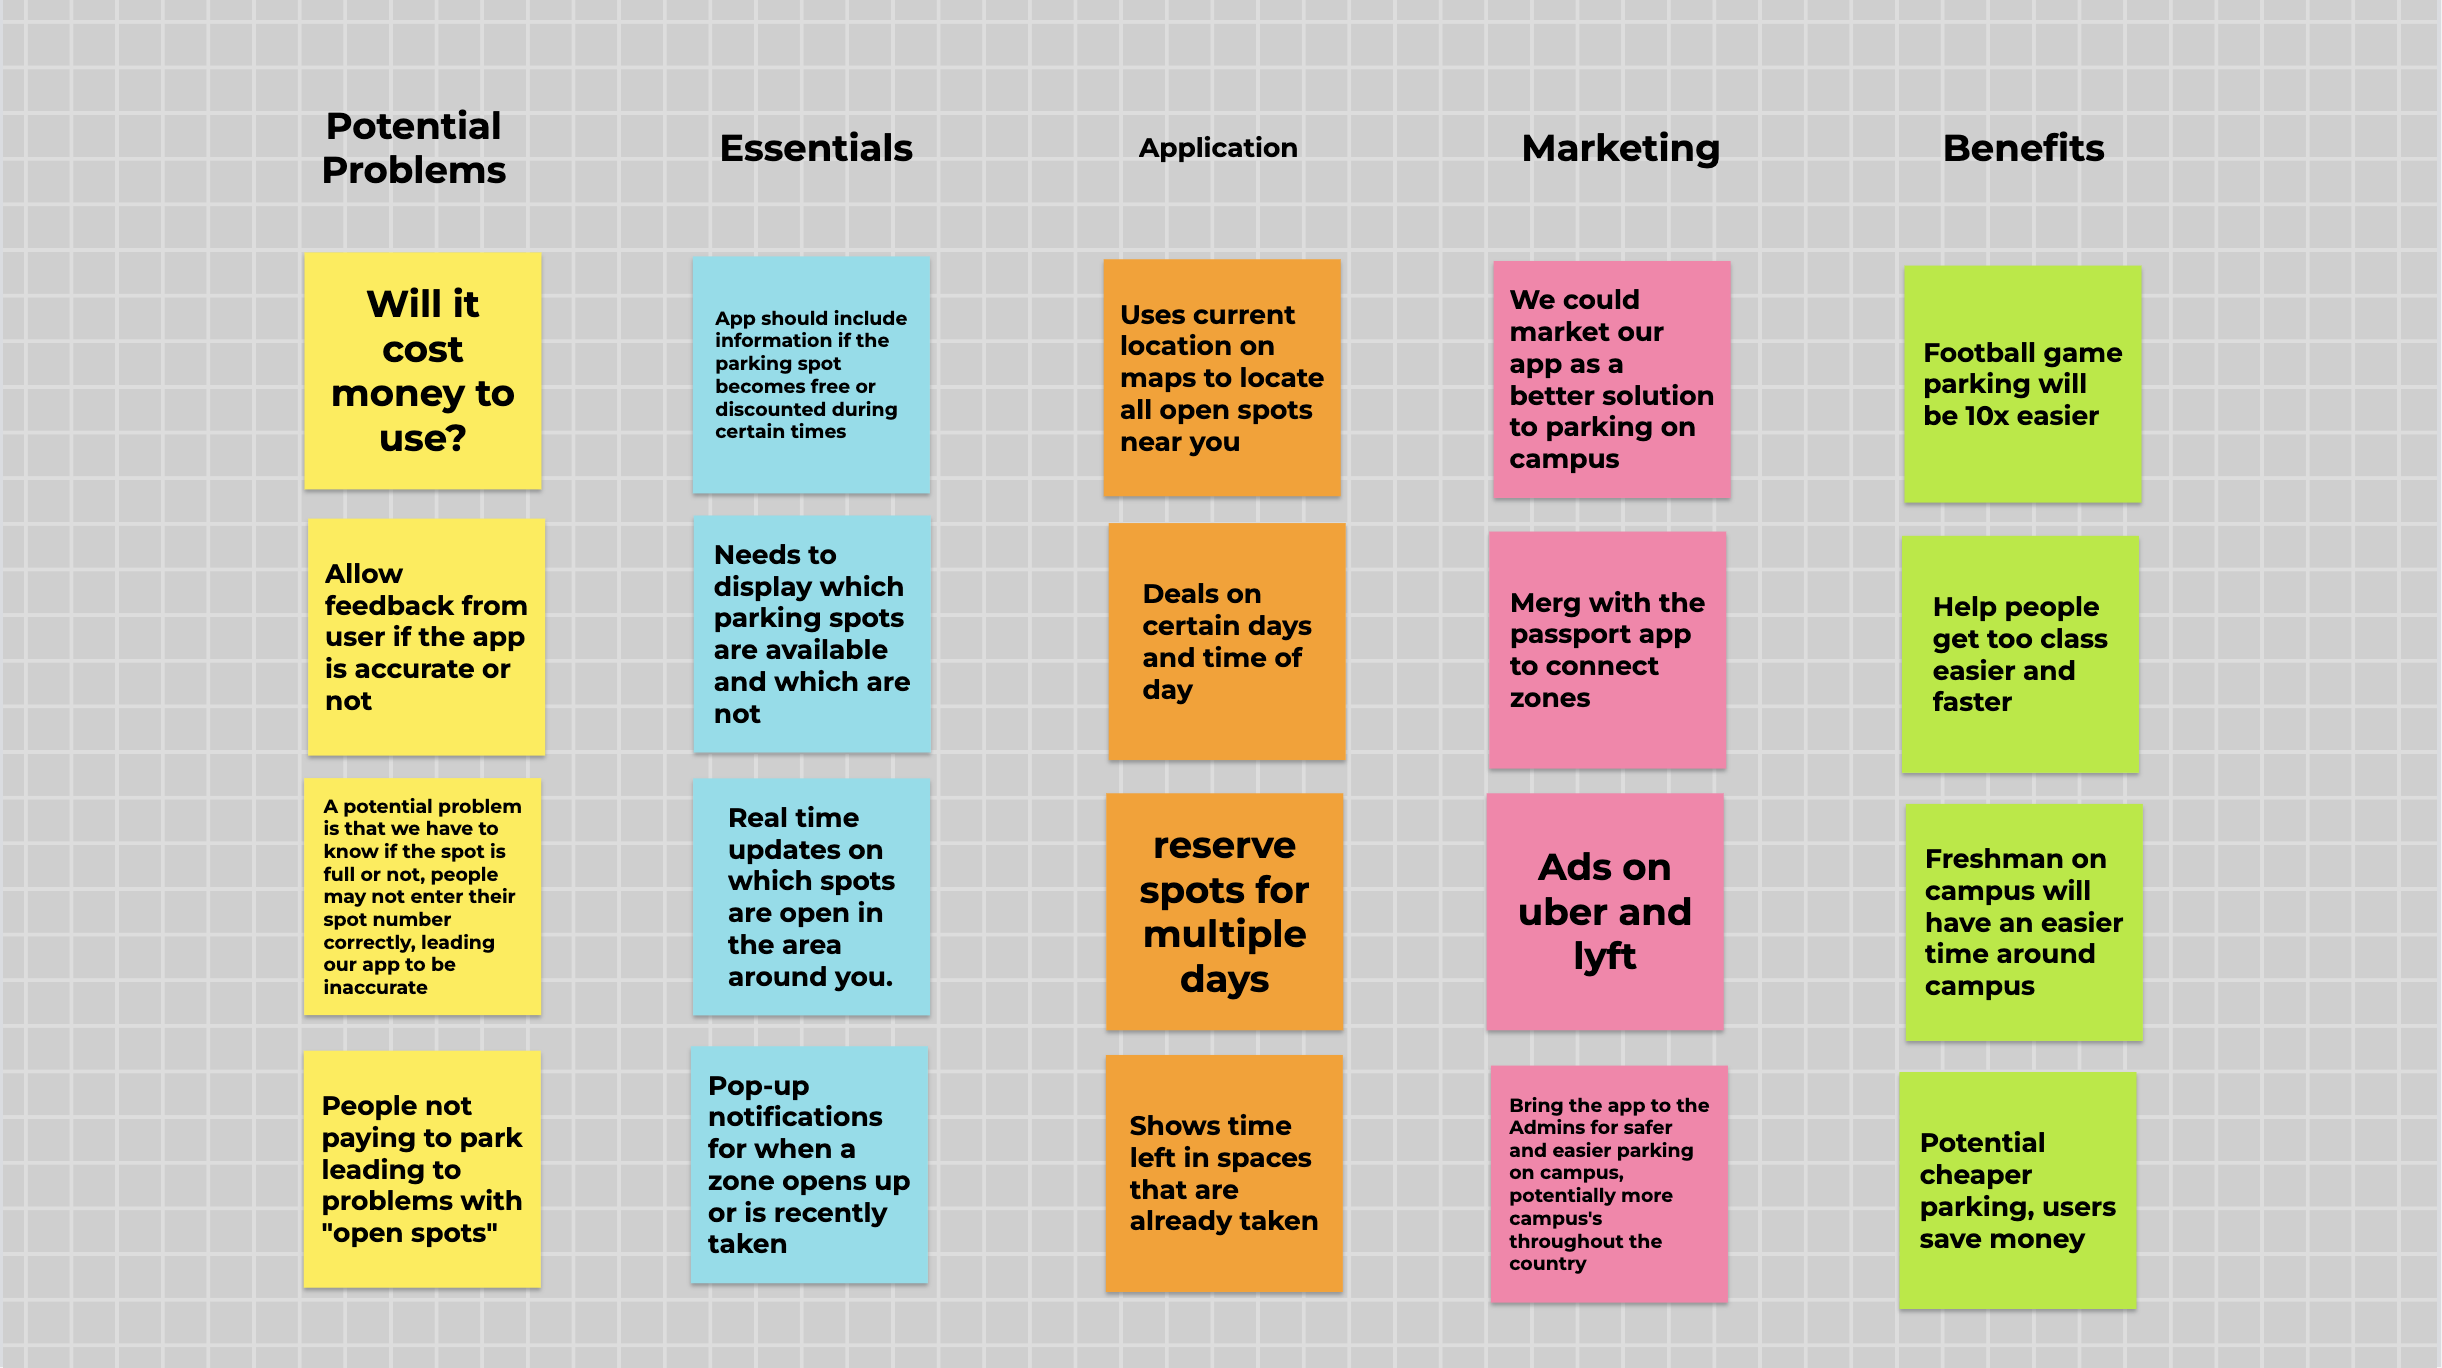 Potential
Problems
Essentials
Application
Marketing
Benefits
Will it
cost
money to
use?
App should include
information if the
parking spot
becomes free or
discounted during
certain times
Uses current
location on
maps to locate
all open spots
near you
We could
market our
app as a
better solution
to parking on
campus
Football game
parking will
be 10x easier
Allow
feedback from
user if the app
is accurate or
not
Needs to
display which
parking spots
are available
and which are
not
Deals on
certain days
and time of
day
Merg with the
passport app
to connect
zones
Help people
get too class
easier and
faster
A potential problem
is that we have to
know if the spot is
full or not, people
may not enter their
spot number
correctly, leading
our app to be
inaccurate
Real time
updates on
which spots
are open in
the area
around you.
reserve
spots for
multiple
days
Ads on
uber and
lyft
Freshman on
campus will
have an easier
time around
campus
People not
paying to park
leading to
problems with
"open spots"
Pop-up
notifications
for when a
zone opens up
or is recently
taken
Shows time
left in spaces
that are
already taken
Bring the app to the
Admins for safer
and easier parking
on campus,
potentially more
campus's
throughout the
country
Potential
cheaper
parking, users
save money